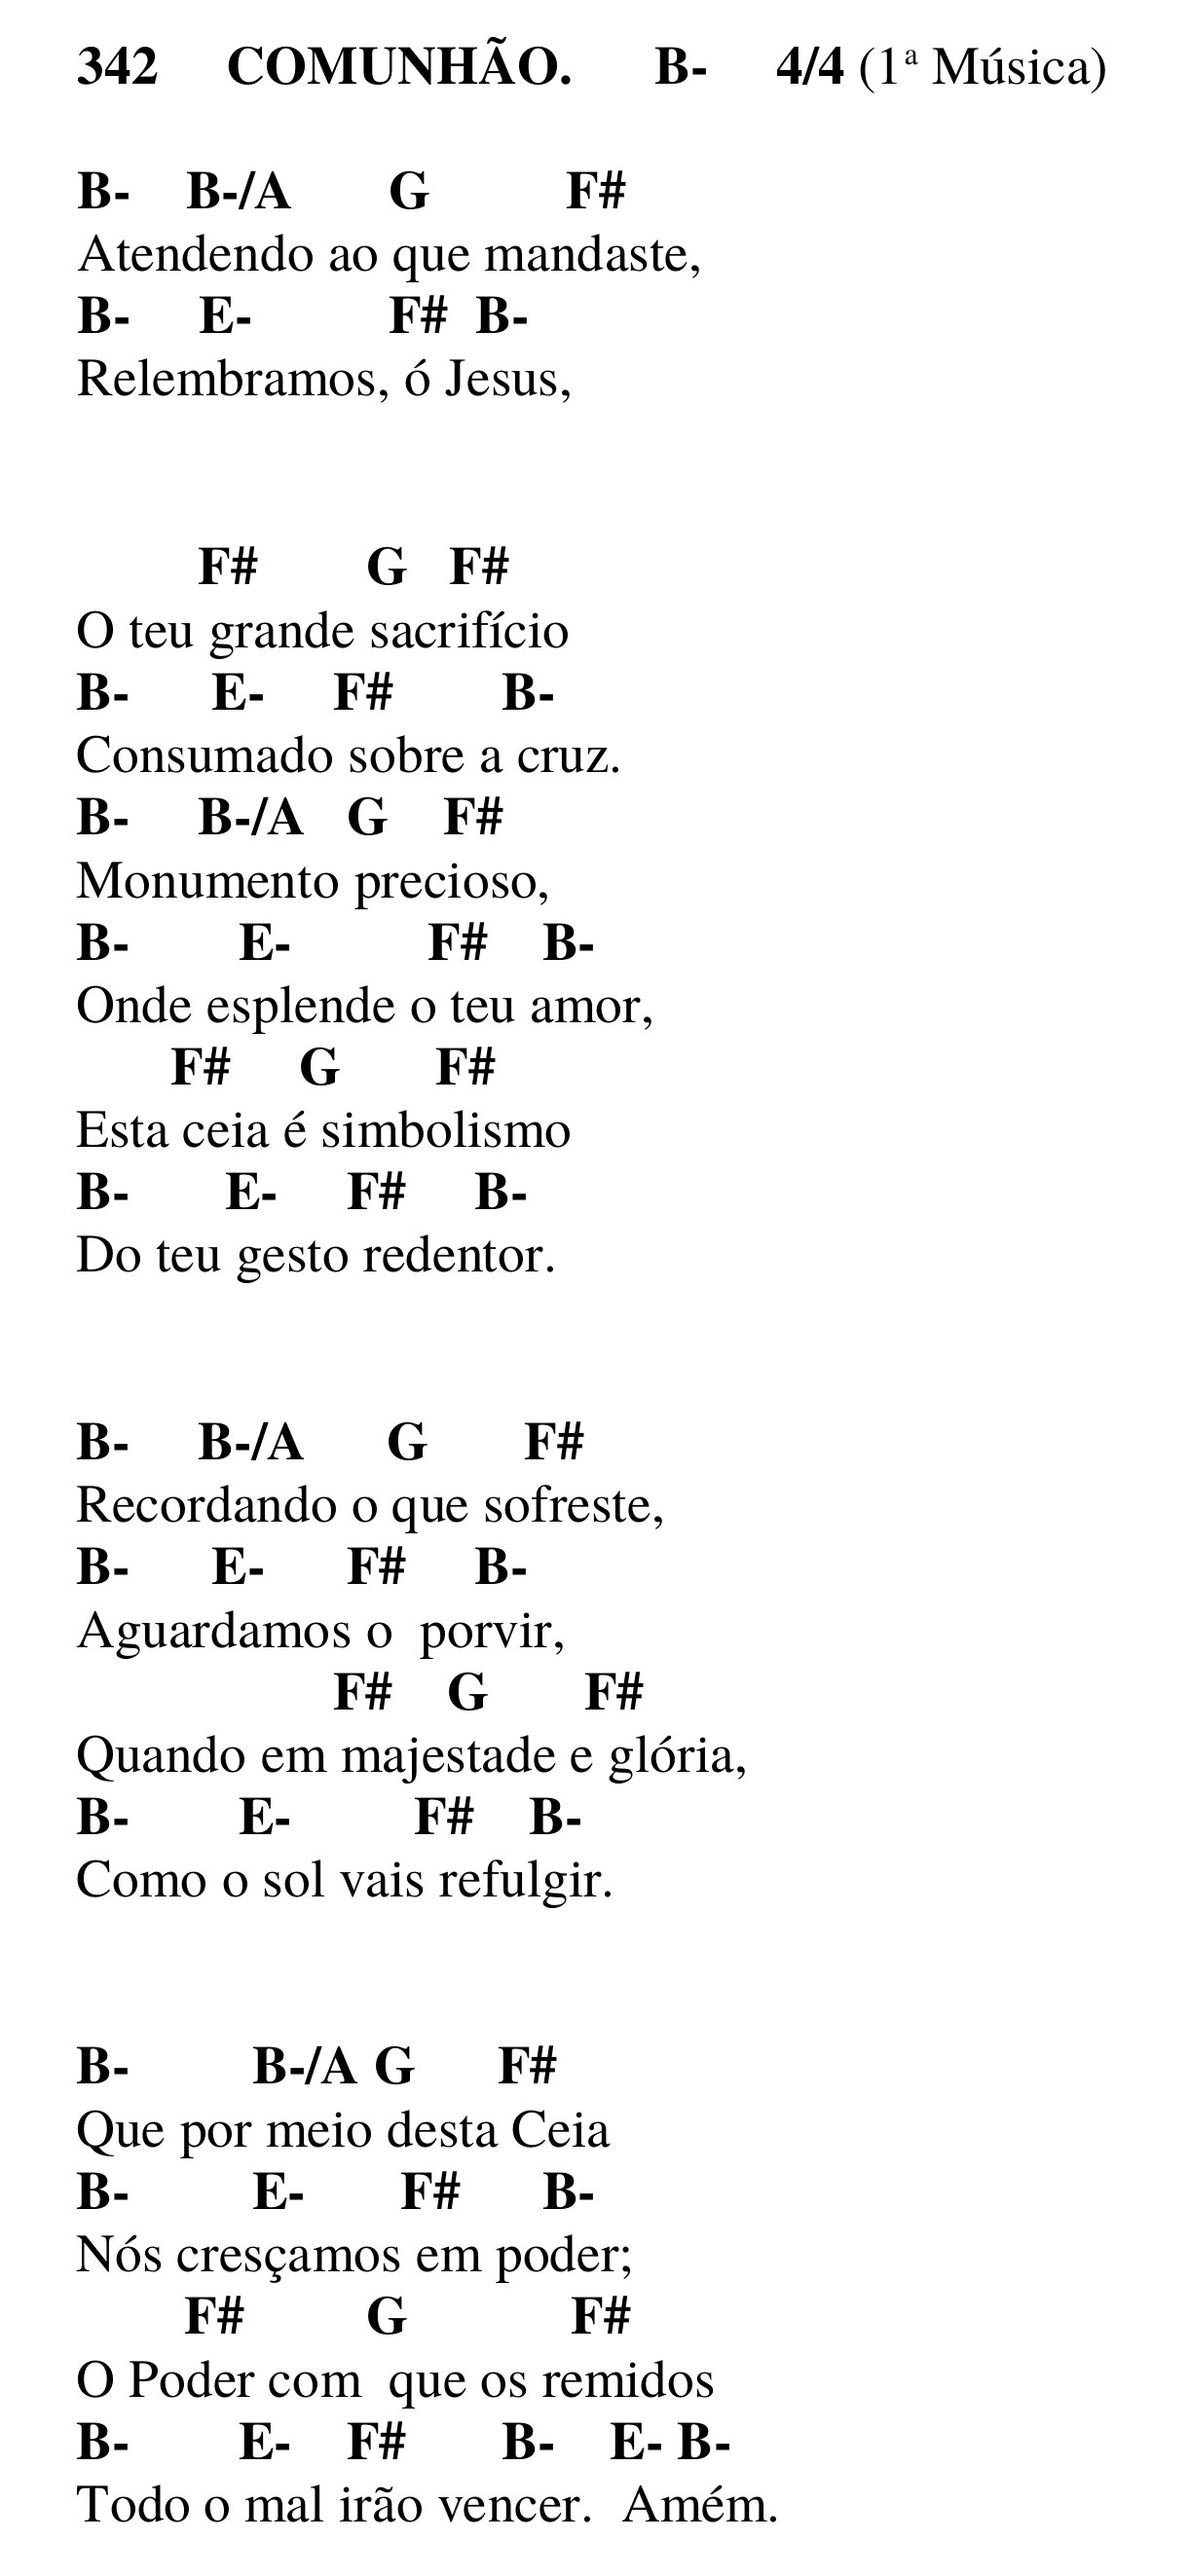 342 COMUNHÃO. B- 4/4 (1ª Música)
B- B-/A G F#
Atendendo ao que mandaste,
B- E- F# B-
Relembramos, ó Jesus,
F# G F#
O teu grande sacrifício
B- E- F# B-
Consumado sobre a cruz.
B- B-/A G F#
Monumento precioso,
B- E- F# B-
Onde esplende o teu amor,
F# G F#
Esta ceia é simbolismo
B- E- F# B-
Do teu gesto redentor.
B- B-/A G F#
Recordando o que sofreste,
B- E- F# B-
Aguardamos o porvir,
F# G F#
Quando em majestade e glória,
B- E- F# B-
Como o sol vais refulgir.
B- B-/A G F#
Que por meio desta Ceia
B- E- F# B-
Nós cresçamos em poder;
F# G F#
O Poder com que os remidos
B- E- F# B- E- B-
Todo o mal irão vencer. Amém.